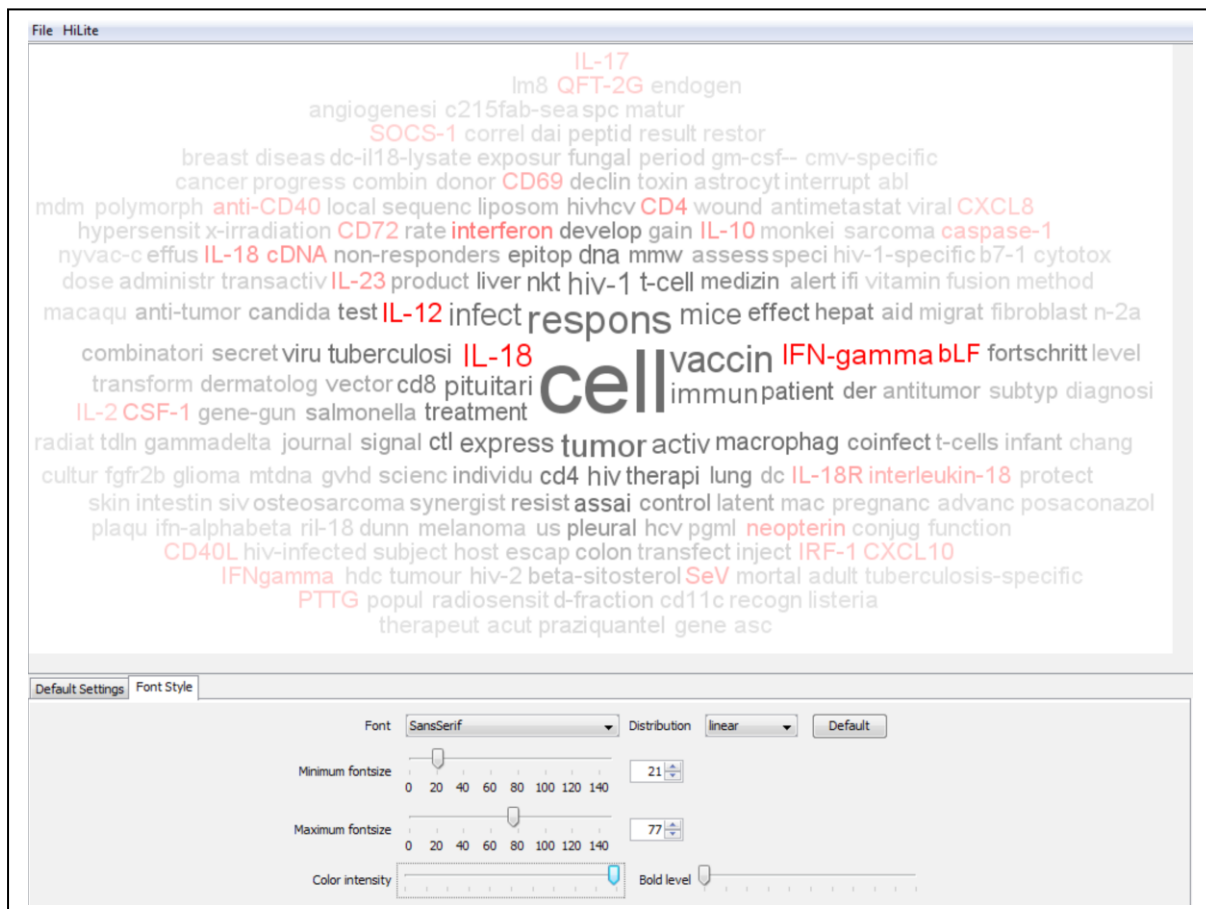 File HiLite
IL-17
lm8 QFT-2G endogen
angiogenesi c215fab-sea spc matur
SOCS-1 correl dai peptid result restor
breast diseas dc-il18-lysate exposur fungal period gm-csf-- cmv-specific
cancer progress combin donor CD69 declin toxin astrocyt interrupt abl
mdm polymorph anti-CD40 local sequenc liposom hivhcv CD4 wound antimetastat viral CXCL8
hypersensit x-irradiation CD72 rate interferon develop gain IL-10 monkei sarcoma caspase-1
nyvac-c effus IL-18 cDNA non-responders epitop dna mmw assess speci hiv-1-specific b7-1 cytotox
dose administr transactiv IL-23 product liver nkt hiv-1 t-cell medizin alert ifi vitamin fusion method
macaqu anti-tumor candida test IL-12 infect respons mice effect hepat aid migrat fibroblast n-2a
combinatori secret viru tuberculosi IL-18 cell vaccin IFN-gamma bLF fortschritt level
transform dermatolog vector cd8 pituitari immun patient der antitumor subtyp diagnosi
IL-2 CSF-1 gene-gun salmonella treatment
radiat tdln gammadelta journal signal ctl express tumor activ macrophag coinfect t-cells infant chang
cultur fgfr2b glioma mtdna gvhd scienc individu cd4 hiv therapi lung dc IL-18R interleukin-18 protect
skin intestin siv osteosarcoma synergist resist assai control latent mac pregnanc advanc posaconazol
plaqu ifn-alphabeta ril-18 dunn melanoma us pleural hcv pgml neopterin conjug function
CD40L hiv-infected subject host escap colon transfect inject IRF-1 CXCL10
IFNgamma hdc tumour hiv-2 beta-sitosterol SeV mortal adult tuberculosis-specific
PTTG popul radiosensit d-fraction cd11c recogn listeria
therapeut acut praziquantel gene asc
Default Settings Font Style
Font SansSerif Distribution linear Default
Minimum fontsize 21
0 20 40 60 80 100 120 140
Maximum fontsize 77
0 20 40 60 80 100 120 140
Color intensity Bold level